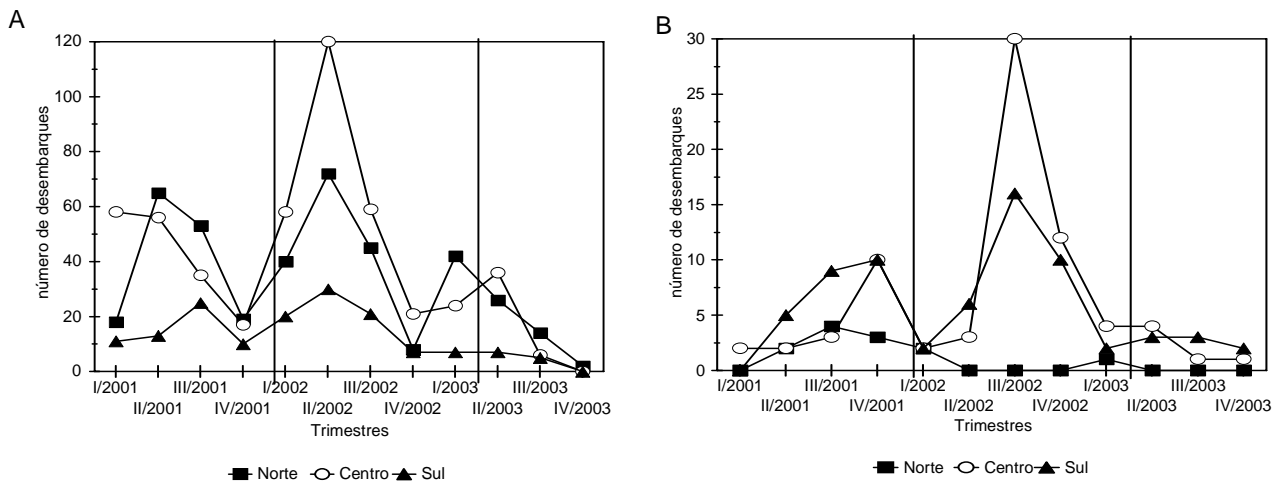 A
número de desembarques
120
100
80
60
40
20
0
I/2001 III/2001 I/2002 III/2002 I/2003 III/2003
II/2001 IV/2001 II/2002 IV/2002 II/2003 IV/2003
Trimestres
Norte Centro Sul
B
número de desembarques
30
25
20
15
10
5
0
I/2001 III/2001 I/2002 III/2002 I/2003 III/2003
II/2001 IV/2001 II/2002 IV/2002 II/2003 IV/2003
Trimestres
Norte Centro Sul